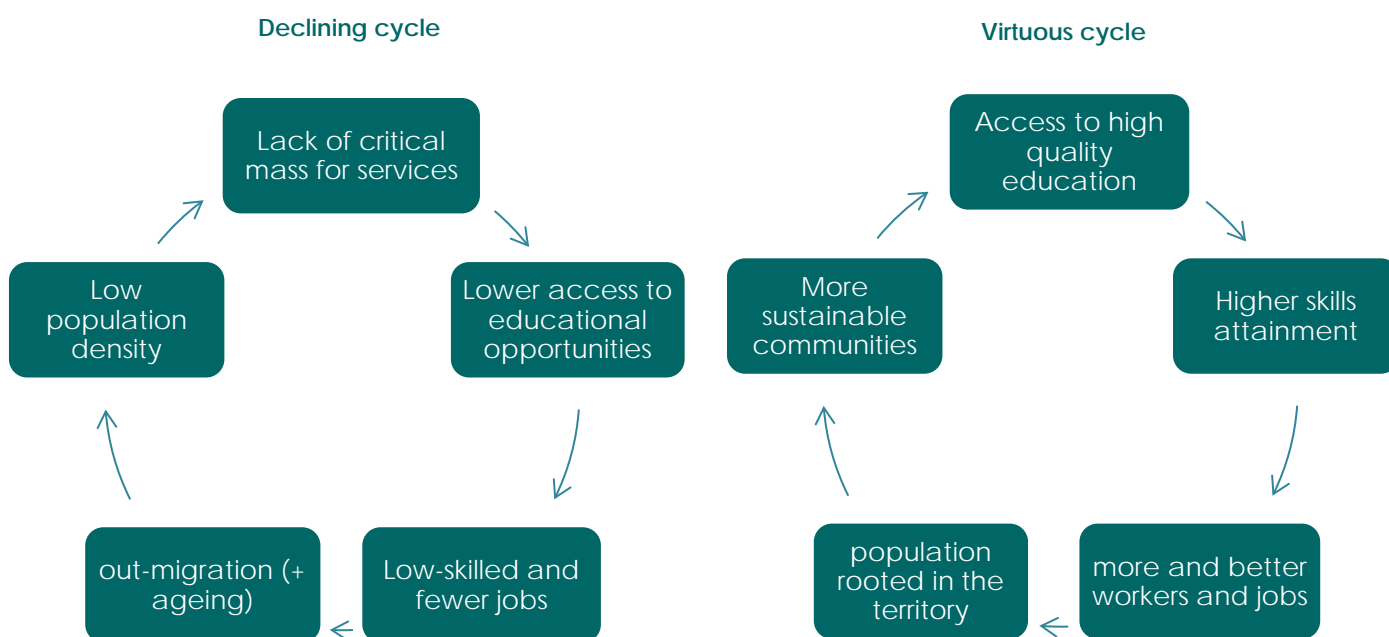 Declining cycle
Lack of critical
mass for services
Lower access to
educational
opportunities
Low-skilled and
fewer jobs
out-migration (+
ageing)
Low
population
density
Virtuous cycle
Access to high
quality
education
Higher skills
attainment
more and better
workers and jobs
population
rooted in the
territory
More
sustainable
communities